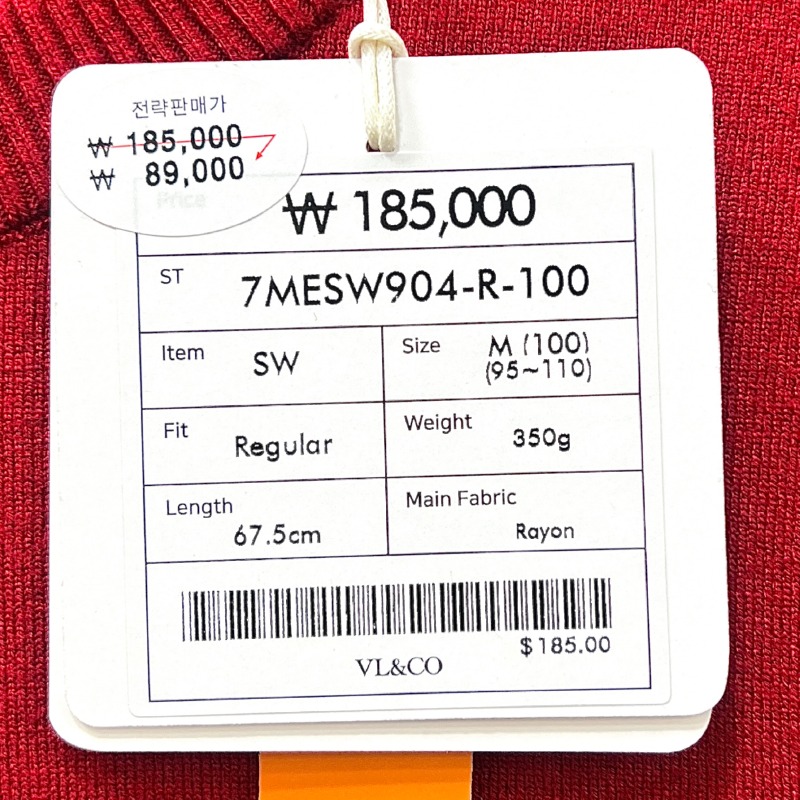 전략판매가
₩ 185,000
₩ 89,000
Price
₩ 185,000
ST 7MESW904-R-100
Item SW
Size M (100)
(95~110)
Fit Regular
Weight 350g
Length 67.5cm
Main Fabric Rayon
$185.00
VL&CO